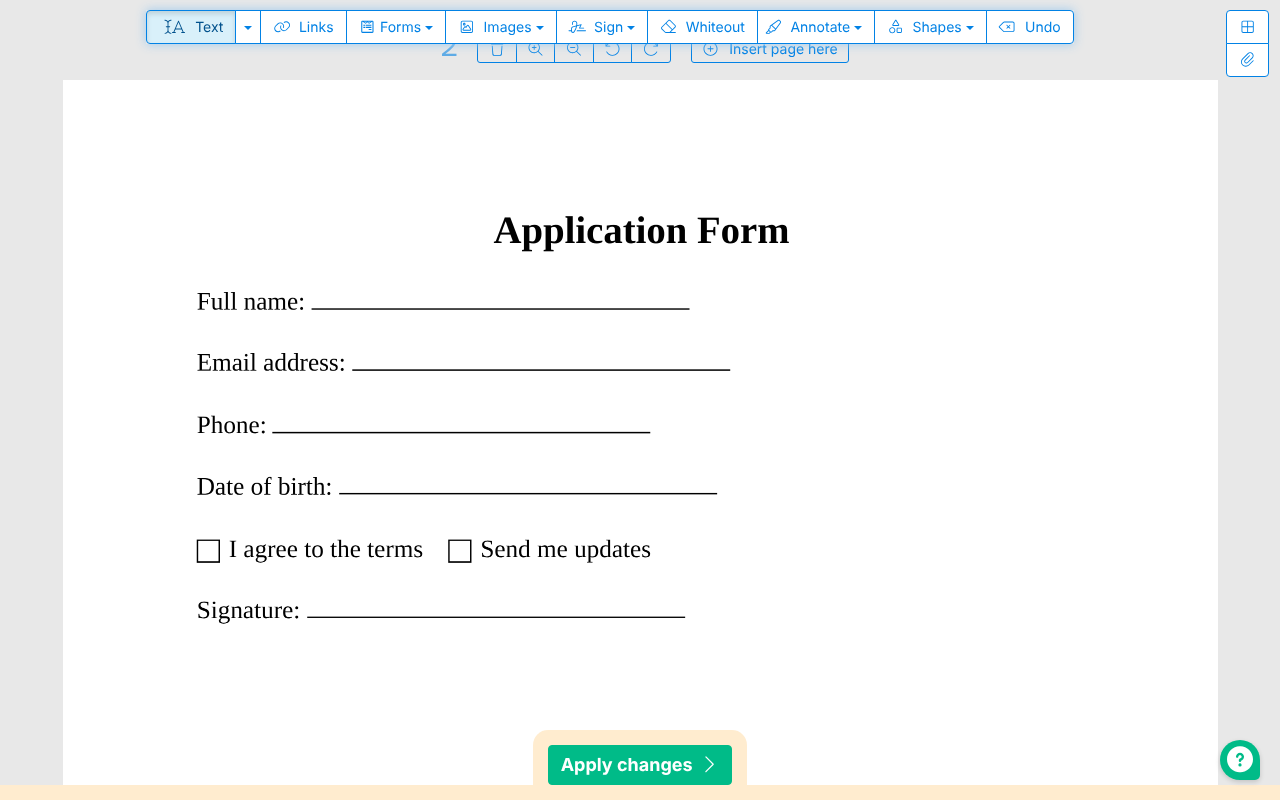 Text Links Forms Images Sign Whiteout Annotate Shapes Undo
2 Insert page here
Application Form
Full name:
Email address:
Phone:
Date of birth:
I agree to the terms Send me updates
Signature:
Apply changes
?